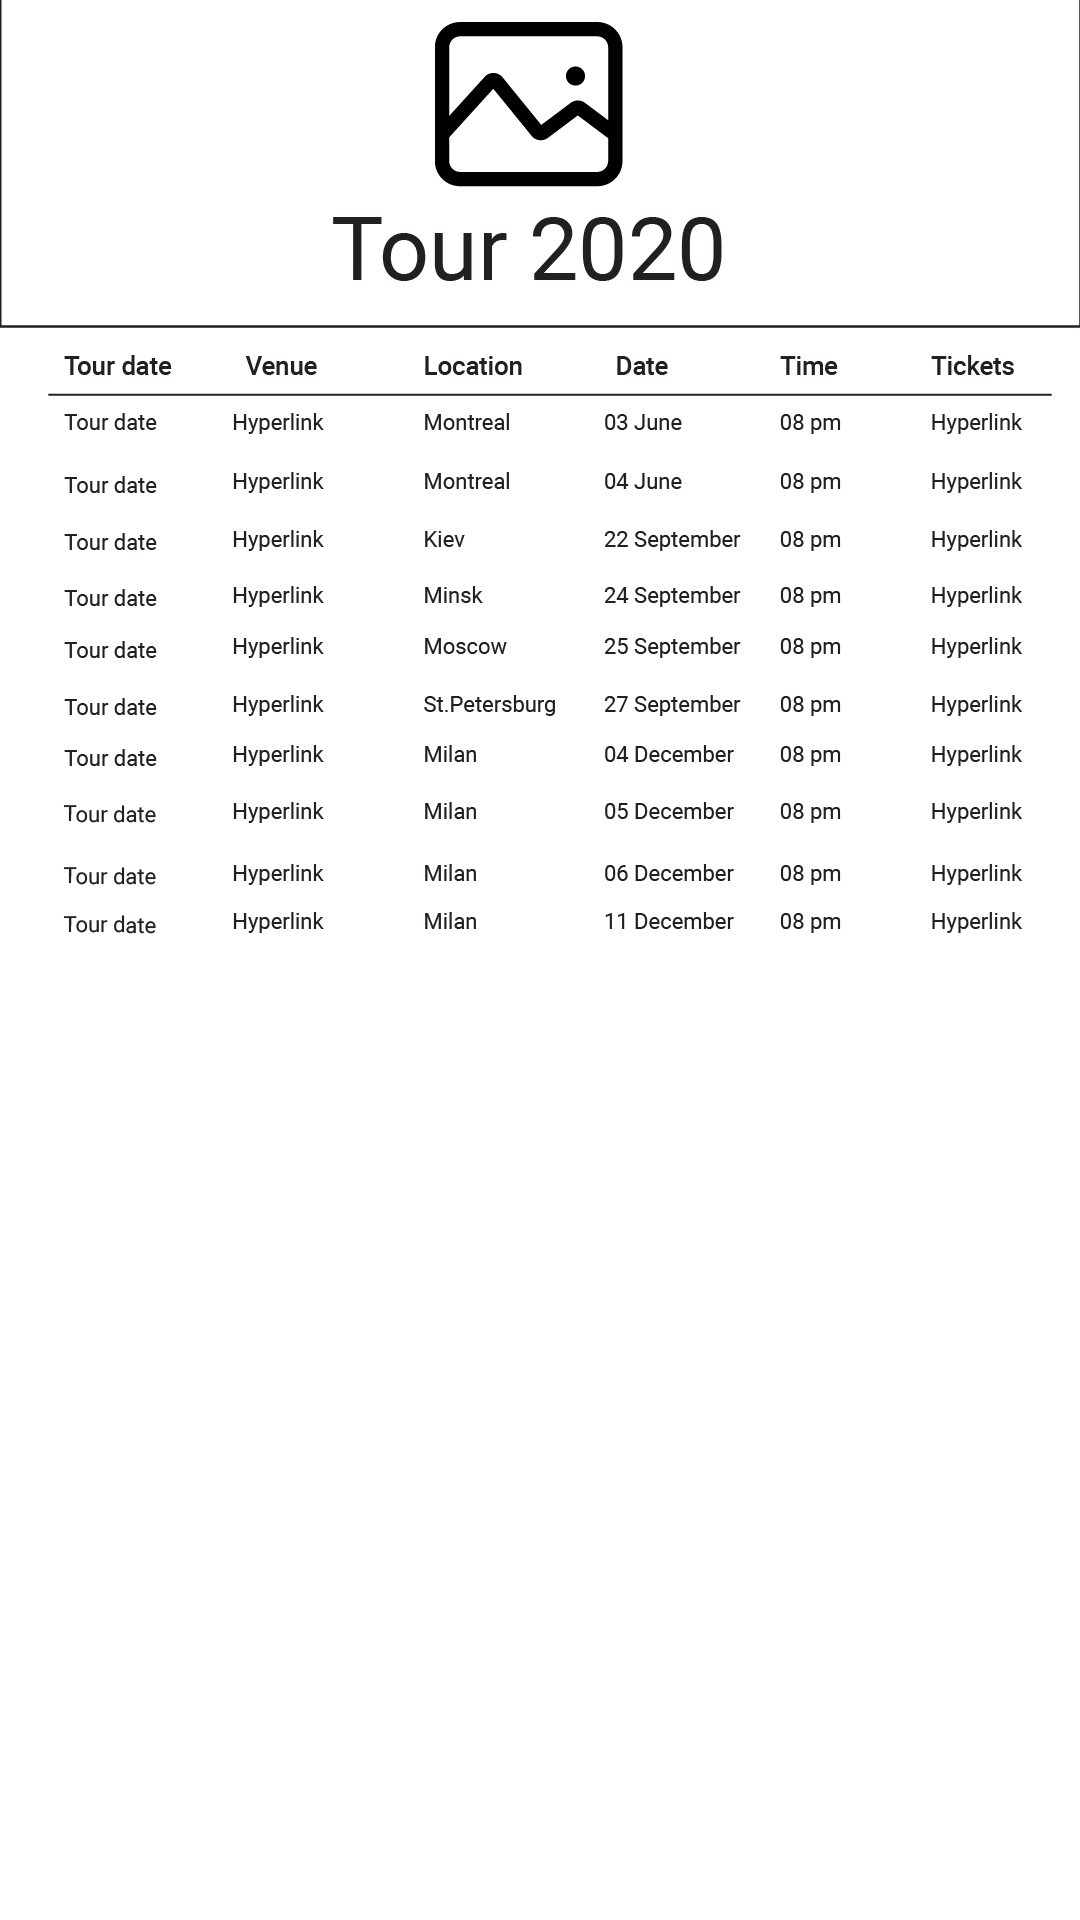 Tour 2020
Tour date Venue Location Date Time Tickets
Tour date Hyperlink Montreal 03 June 08 pm Hyperlink
Tour date Hyperlink Montreal 04 June 08 pm Hyperlink
Tour date Hyperlink Kiev 22 September 08 pm Hyperlink
Tour date Hyperlink Minsk 24 September 08 pm Hyperlink
Tour date Hyperlink Moscow 25 September 08 pm Hyperlink
Tour date Hyperlink St.Petersburg 27 September 08 pm Hyperlink
Tour date Hyperlink Milan 04 December 08 pm Hyperlink
Tour date Hyperlink Milan 05 December 08 pm Hyperlink
Tour date Hyperlink Milan 06 December 08 pm Hyperlink
Tour date Hyperlink Milan 11 December 08 pm Hyperlink